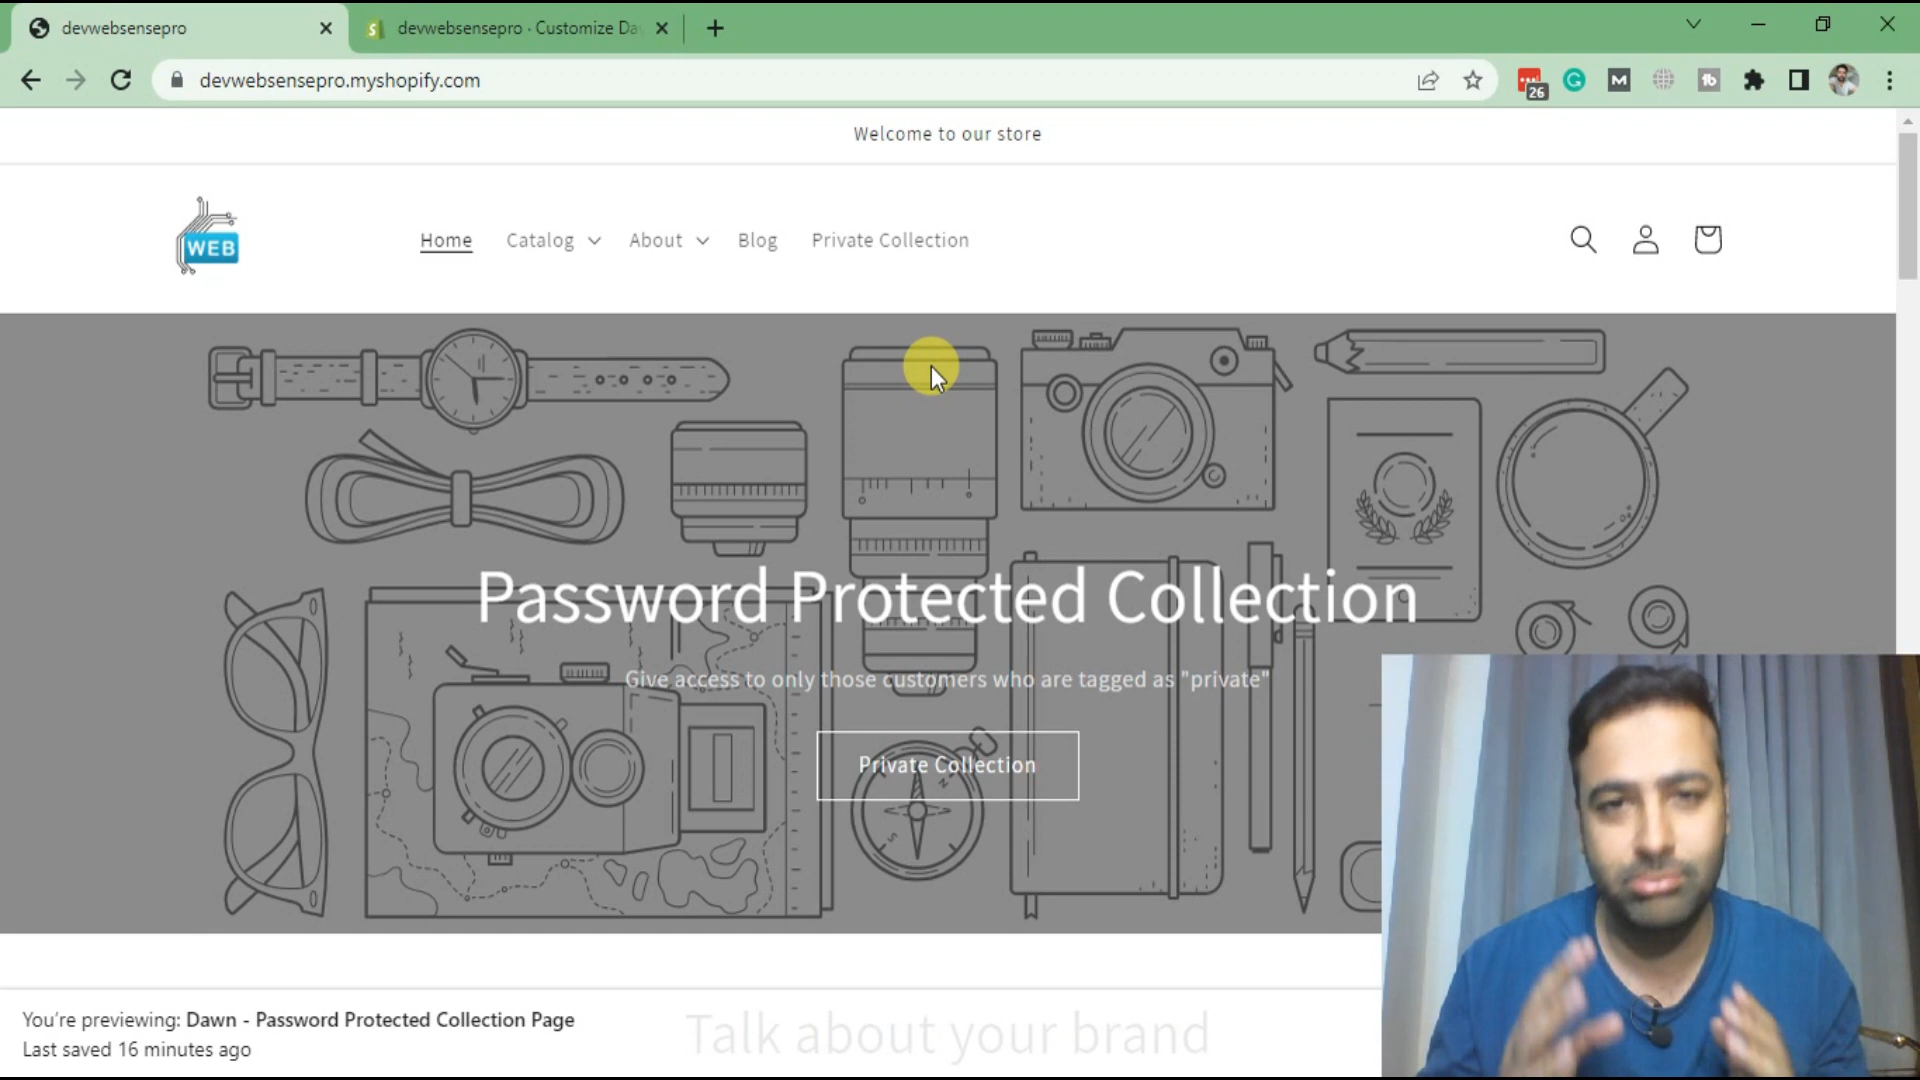 devwebsensepro
devwebsensepro · Customize Da
devwebsensepro.myshopify.com
26
Welcome to our store
WEB
Home
Catalog
About
Blog
Private Collection
Password Protected Collection
Give access to only those customers who are tagged as "private"
Private Collection
You're previewing: Dawn - Password Protected Collection Page
Last saved 16 minutes ago
Talk about your brand